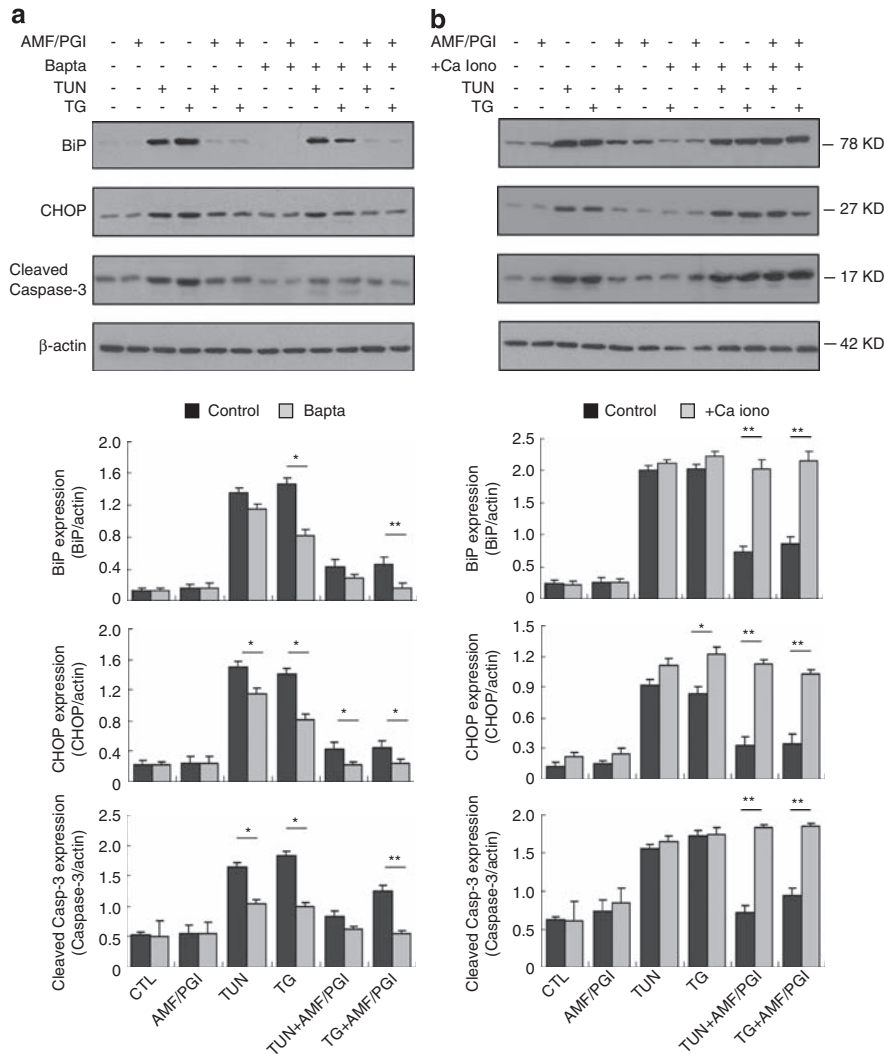 a
AMF/PGI - + - - + + - + - - + +
Bapta - - - - - - + + + + + +
TUN - - + - + - - - + - + -
TG - - - + - + - - - + - +
BiP
CHOP
Cleaved
Caspase-3
β-actin
b
AMF/PGI - + - - + + - + - - + +
+Ca Iono - - - - - - + + + + + +
TUN - - + - + - - - + - + -
TG - - - + - - + - - + - +
– 78 KD
– 27 KD
– 17 KD
– 42 KD
Control Bapta
BiP expression
(BiP/actin)
2.0
1.6
1.2
0.8
0.4
0
*
**
CHOP expression
(CHOP/actin)
2.0
1.6
1.2
0.8
0.4
0
*
*
*
*
Cleaved Casp-3 expression
(Caspase-3/actin)
2.5
2.0
1.5
1.0
0.5
0
*
*
**
CTL
AMF/PGI
TUN
TG
TUN+AMF/PGI
TG+AMF/PGI
Control +Ca iono
BiP expression
(BiP/actin)
2.5
2.0
1.5
1.0
0.5
0
**
**
CHOP expression
(CHOP/actin)
1.5
1.2
0.9
0.6
0.3
0
*
**
**
Cleaved Casp-3 expression
(Caspase-3/actin)
2.0
1.5
1.0
0.5
0
**
**
CTL
AMF/PGI
TUN
TG
TUN+AMF/PGI
TG+AMF/PGI